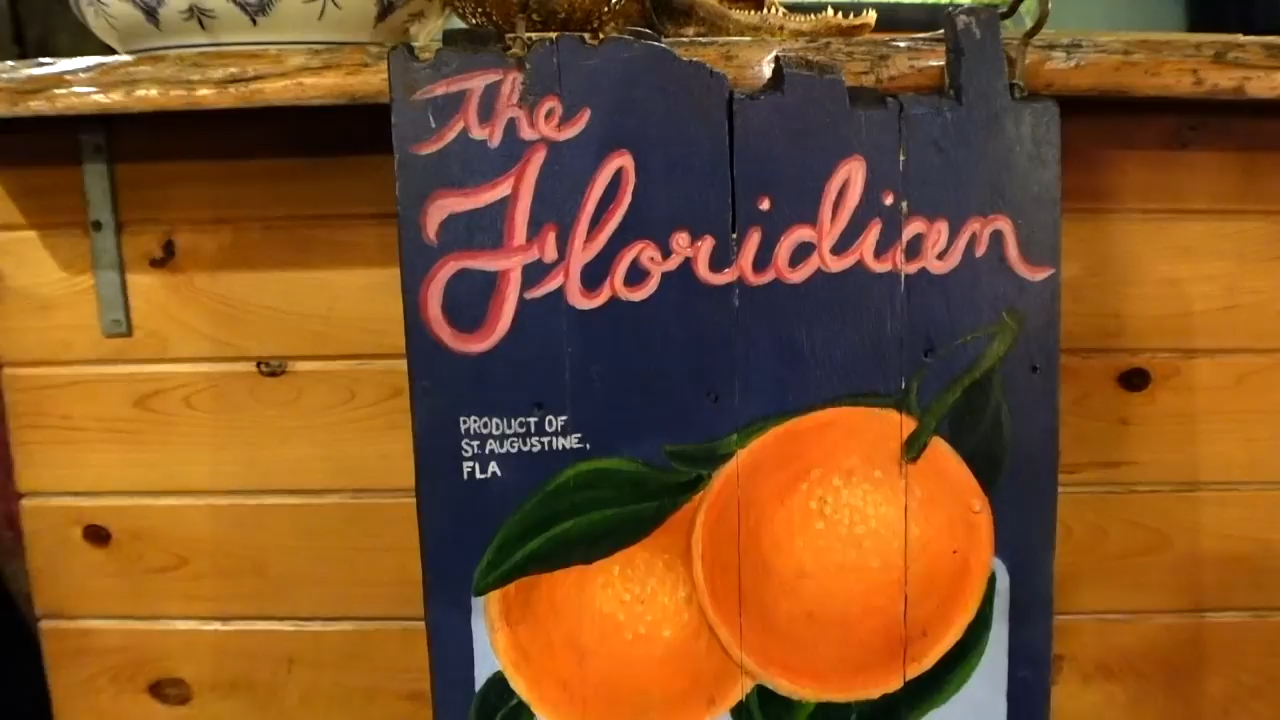 The
Floridian
PRODUCT OF
ST. AUGUSTINE,
FLA